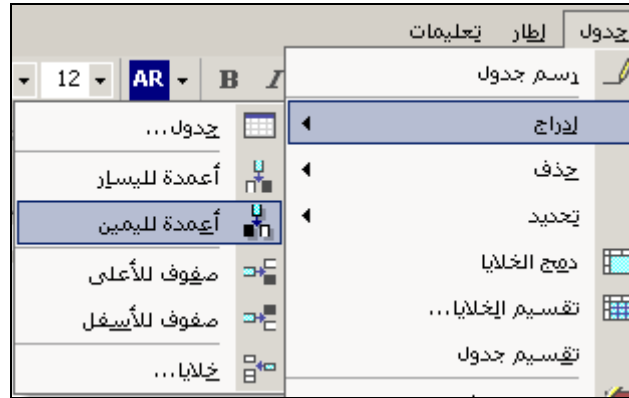 جدول إطار تعليمات
12 AR B I
رسم جدول
إدراج
حذف
تحديد
دمج الخلايا
تقسيم الخلايا...
تقسيم جدول
جدول...
أعمدة لليسار
أعمدة لليمين
صفوف للأعلى
صفوف للأسفل
خلايا...